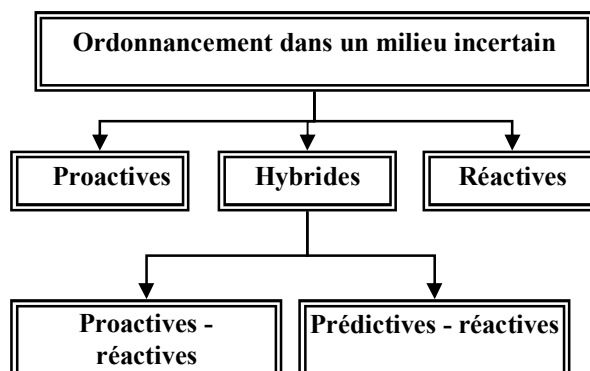 Ordonnancement dans un milieu incertain
Proactives
Hybrides
Réactives
Proactives -
réactives
Prédictives - réactives